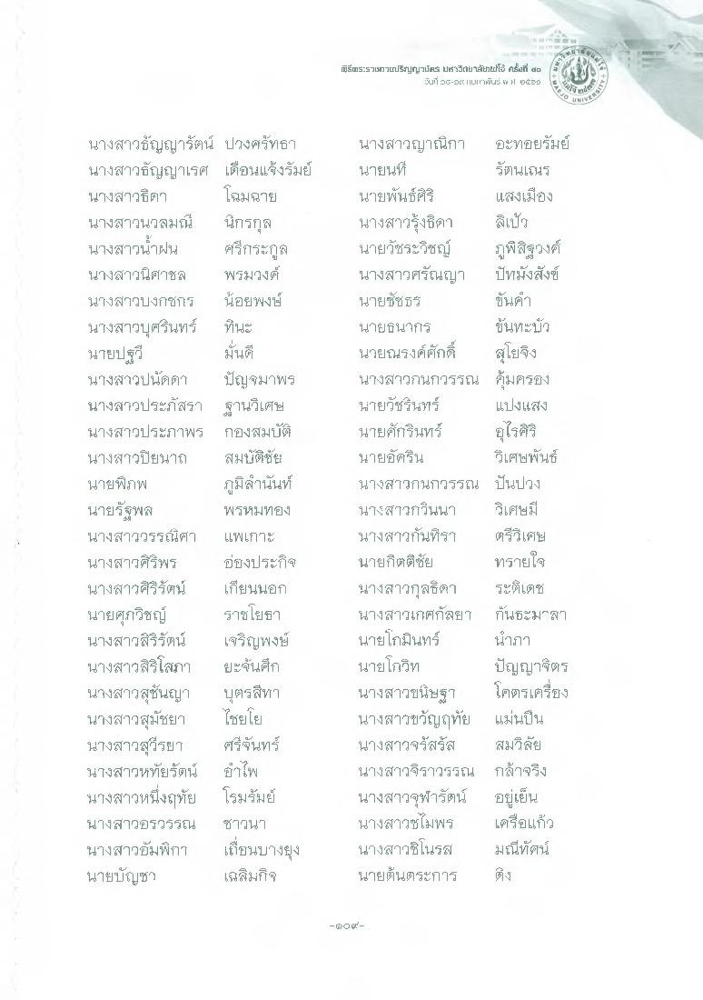 พิธีพระราชทานปริญญาบัตร มหาวิทยาลัยแม่โจ้ ครั้งที่ ๓๐
วันที่ ๑๘-๑๙ กุมภาพันธ์ พ.ศ. ๒๕๕๑
มหาวิทยาลัยแม่โจ้
MAEJO UNIVERSITY
นางสาวธัญญารัตน์ ปวงศรัทธา
นางสาวธัญญาเรศ เดือนแจ้งรัมย์
นางสาวธิดา โฉมฉาย
นางสาวนวลมณี นิกรกุล
นางสาวน้ำฝน ศรีกระกูล
นางสาวนิศาชล พรมวงค์
นางสาวบงกชกร น้อยพงษ์
นางสาวบุศรินทร์ ทินะ
นายปฐวี มั่นดี
นางสาวปนัดดา ปัญจมาพร
นางสาวประภัสรา ฐานวิเศษ
นางสาวประภาพร กองสมบัติ
นางสาวปิยนาถ สมบัติชัย
นายพิภพ ภูมิลำนันท์
นายรัฐพล พรหมทอง
นางสาววรรณิศา แพเกาะ
นางสาวศิริพร อ่องประกิจ
นางสาวศิริรัตน์ เกียนนอก
นายศุภวิชญ์ ราชโยธา
นางสาวสิริรัตน์ เจริญพงษ์
นางสาวสิริโสภา ยะจันศึก
นางสาวสุชันญา บุตรสีทา
นางสาวสุมัชยา ไชยโย
นางสาวสุวีรยา ศรีจันทร์
นางสาวหทัยรัตน์ อำไพ
นางสาวหนึ่งฤทัย โรมรัมย์
นางสาวอรวรรณ ชาวนา
นางสาวอัมพิกา เถื่อนบางยุง
นายบัญชา เฉลิมกิจ
นางสาวญาณิกา อะทอยรัมย์
นายนที รัตนเณร
นายพันธ์ศิริ แสงเมือง
นางสาวรุ้งธิดา ลิเป้ว
นายวัชระวิชญ์ ภูพิสิฐวงค์
นางสาวศรัณญา ปัทมังสังข์
นายชัชธร ขันคำ
นายธนากร ขันทะบัว
นายณรงค์ศักดิ์ สุโยจิง
นางสาวกนกวรรณ คุ้มครอง
นายวัชรินทร์ แปงแสง
นายศักรินทร์ อุไรศิริ
นายอัคริน วิเศษพันธ์
นางสาวกนกวรรณ ปันปวง
นางสาวกวินนา วิเศษมี
นางสาวกันทิรา ตรีวิเศษ
นายกิตติชัย ทรายใจ
นางสาวกุลธิดา ระติเดช
นางสาวเกศกัลยา กันธะมาลา
นายโกมินทร์ นำภา
นายโกวิท ปัญญาจิตร
นางสาวขนิษฐา โคตรเครื่อง
นางสาวขวัญฤทัย แม่นปืน
นางสาวจรัสรัส สมวิลัย
นางสาวจิราวรรณ กล้าจริง
นางสาวจุฬารัตน์ อยู่เย็น
นางสาวชไมพร เครือแก้ว
นางสาวชิโนรส มณีทัศน์
นายต้นตระการ คิง
-๑๐๙-